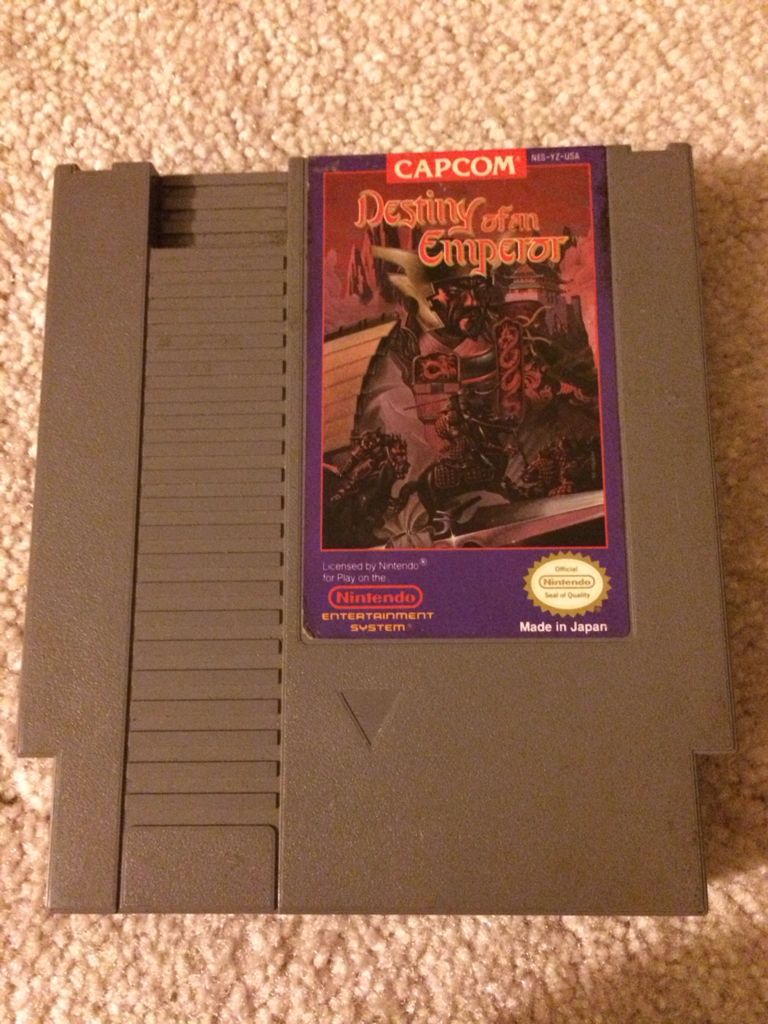 CAPCOM®
NES-YZ-USA
Destiny of an
Emperor
Licensed by Nintendo®
for Play on the
Nintendo
ENTERTAINMENT
SYSTEM®
Official
Nintendo
Seal of Quality
Made in Japan